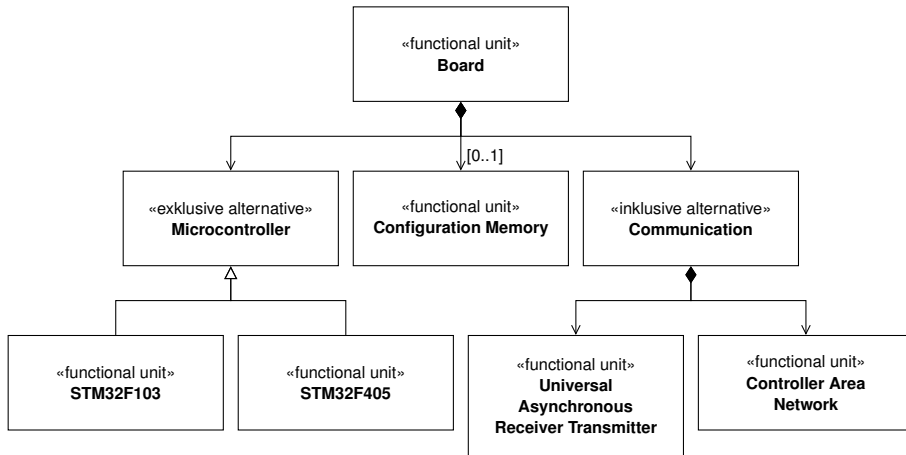 «functional unit»
Board
[0..1]
«exklusive alternative»
Microcontroller
«functional unit»
Configuration Memory
«inklusive alternative»
Communication
«functional unit»
STM32F103
«functional unit»
STM32F405
«functional unit»
Universal
Asynchronous
Receiver Transmitter
«functional unit»
Controller Area
Network